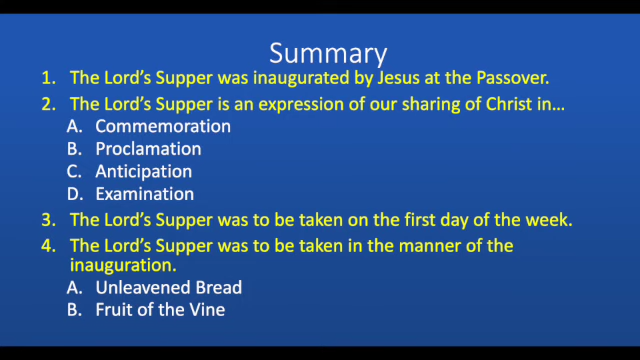 Summary
1. The Lord's Supper was inaugurated by Jesus at the Passover.
2. The Lord's Supper is an expression of our sharing of Christ in…
A. Commemoration
B. Proclamation
C. Anticipation
D. Examination
3. The Lord's Supper was to be taken on the first day of the week.
4. The Lord's Supper was to be taken in the manner of the
inauguration.
A. Unleavened Bread
B. Fruit of the Vine